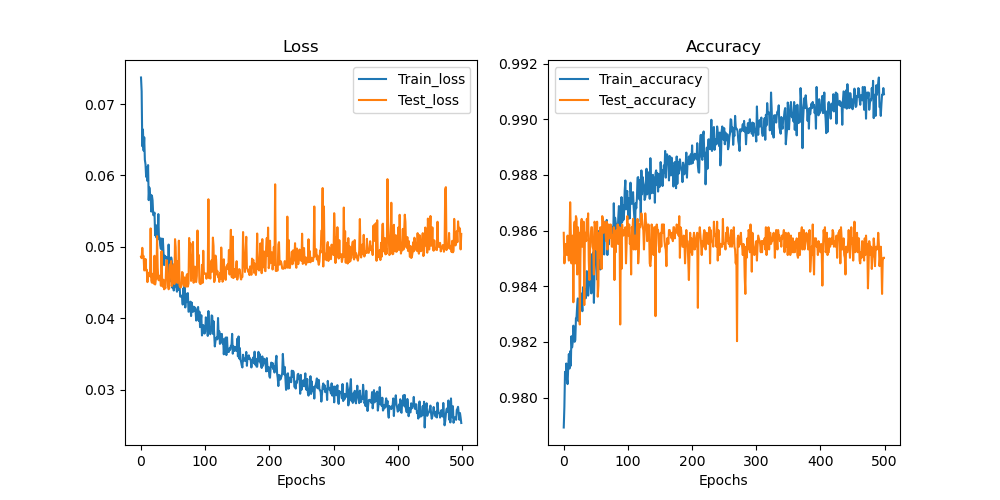 Loss
Accuracy
Train_loss
Test_loss
Train_accuracy
Test_accuracy
0.07
0.06
0.05
0.04
0.03
0.992
0.990
0.988
0.986
0.984
0.982
0.980
0 100 200 300 400 500
Epochs
0 100 200 300 400 500
Epochs